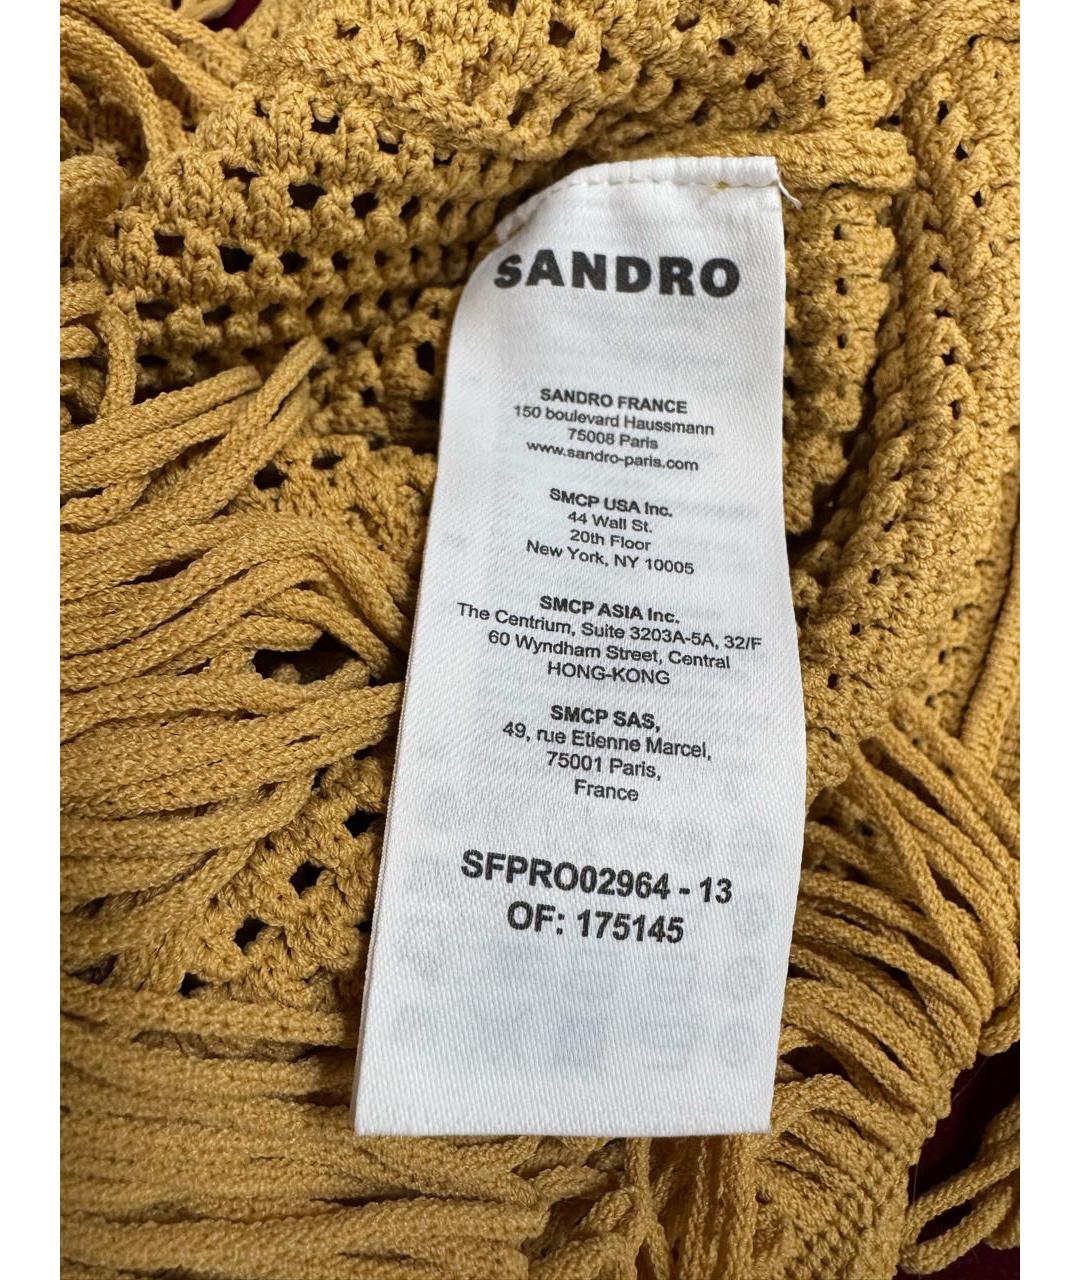 SANDRO
SANDRO FRANCE
150 boulevard Haussmann
75008 Paris
www.sandro-paris.com
SMCP USA Inc.
44 Wall St.
20th Floor
New York, NY 10005
SMCP ASIA Inc.
The Centrium, Suite 3203A-5A, 32/F
60 Wyndham Street, Central
HONG-KONG
SMCP SAS,
49, rue Etienne Marcel,
75001 Paris,
France
SFPRO02964 - 13
OF: 175145